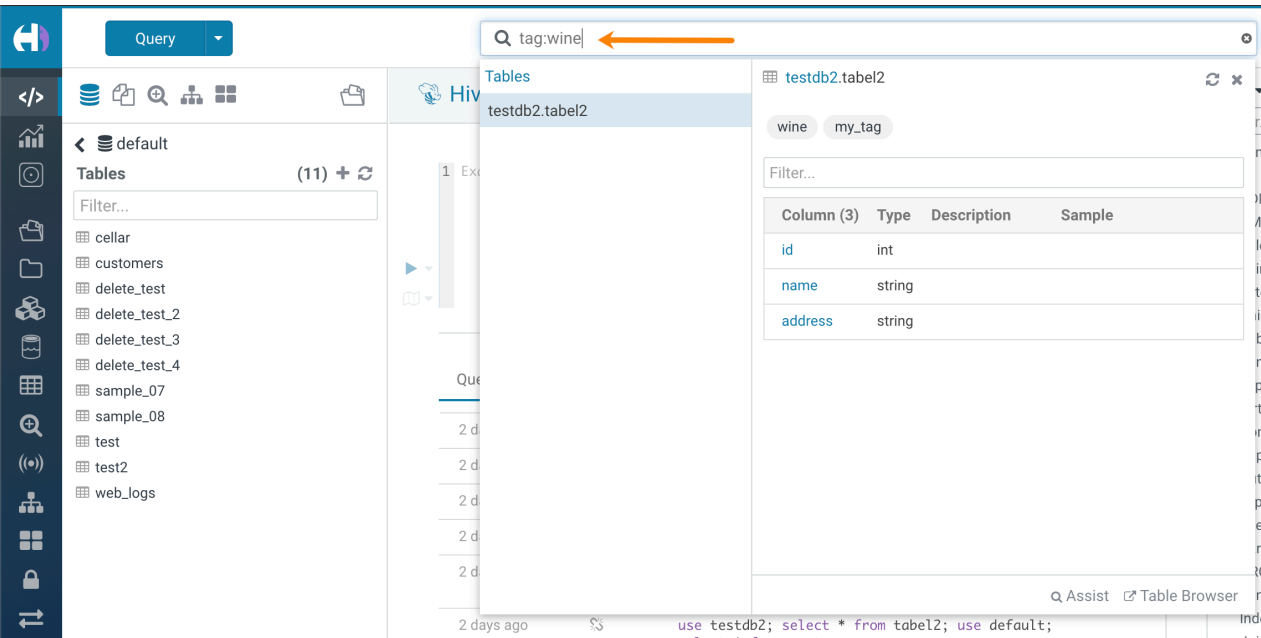 Query
tag:wine
Tables
testdb2.tabel2
testdb2.tabel2
wine my_tag
Filter...
Column (3) Type Description Sample
id int
name string
address string
Assist Table Browser
default
Tables (11)
Filter...
cellar
customers
delete_test
delete_test_2
delete_test_3
delete_test_4
sample_07
sample_08
test
test2
web_logs
1
2 days ago use testdb2; select * from tabel2; use default;